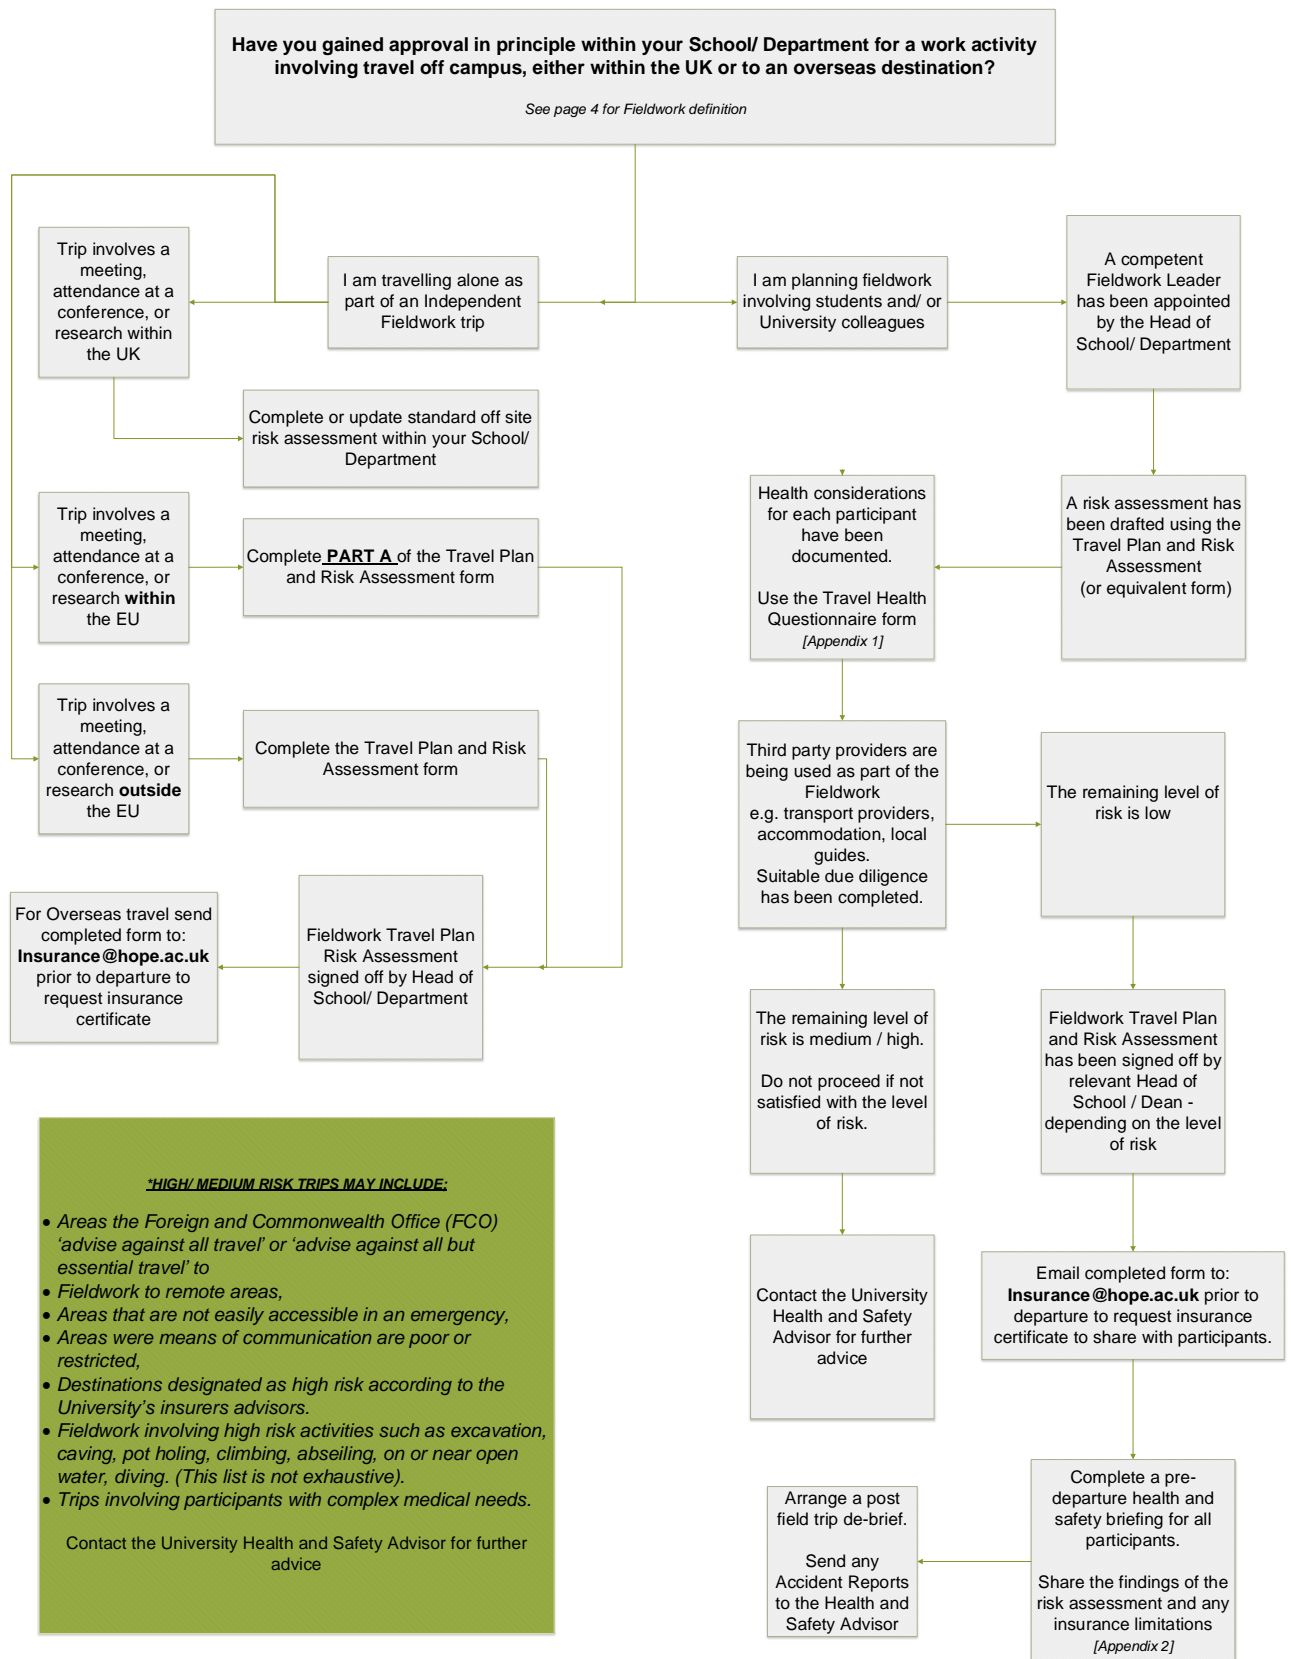 Have you gained approval in principle within your School/ Department for a work activity
involving travel off campus, either within the UK or to an overseas destination?
See page 4 for Fieldwork definition
Trip involves a
meeting,
attendance at a
conference, or
research within
the UK
I am travelling alone as
part of an Independent
Fieldwork trip
I am planning fieldwork
involving students and/ or
University colleagues
A competent
Fieldwork Leader
has been appointed
by the Head of
School/ Department
Complete or update standard off site
risk assessment within your School/
Department
Trip involves a
meeting,
attendance at a
conference, or
research within
the EU
Complete PART A of the Travel Plan
and Risk Assessment form
Health considerations
for each participant
have been
documented.
Use the Travel Health
Questionnaire form
[Appendix 1]
A risk assessment has
been drafted using the
Travel Plan and Risk
Assessment
(or equivalent form)
Trip involves a
meeting,
attendance at a
conference, or
research outside
the EU
Complete the Travel Plan and Risk
Assessment form
Third party providers are
being used as part of the
Fieldwork
e.g. transport providers,
accommodation, local
guides.
Suitable due diligence
has been completed.
The remaining level of
risk is low
For Overseas travel send
completed form to:
Insurance@hope.ac.uk
prior to departure to
request insurance
certificate
Fieldwork Travel Plan
Risk Assessment
signed off by Head of
School/ Department
The remaining level of
risk is medium / high.
Do not proceed if not
satisfied with the level
of risk.
Fieldwork Travel Plan
and Risk Assessment
has been signed off by
relevant Head of
School / Dean -
depending on the level
of risk
*HIGH/ MEDIUM RISK TRIPS MAY INCLUDE:
• Areas the Foreign and Commonwealth Office (FCO)
‘advise against all travel’ or ‘advise against all but
essential travel’ to
• Fieldwork to remote areas,
• Areas that are not easily accessible in an emergency,
• Areas were means of communication are poor or
restricted,
• Destinations designated as high risk according to the
University’s insurers advisors.
• Fieldwork involving high risk activities such as excavation,
caving, pot holing, climbing, abseiling, on or near open
water, diving. (This list is not exhaustive).
• Trips involving participants with complex medical needs.
Contact the University Health and Safety Advisor for further
advice
Contact the University
Health and Safety
Advisor for further
advice
Email completed form to:
Insurance@hope.ac.uk prior to
departure to request insurance
certificate to share with participants.
Arrange a post
field trip de-brief.
Send any
Accident Reports
to the Health and
Safety Advisor
Complete a pre-
departure health and
safety briefing for all
participants.
Share the findings of the
risk assessment and any
insurance limitations
[Appendix 2]